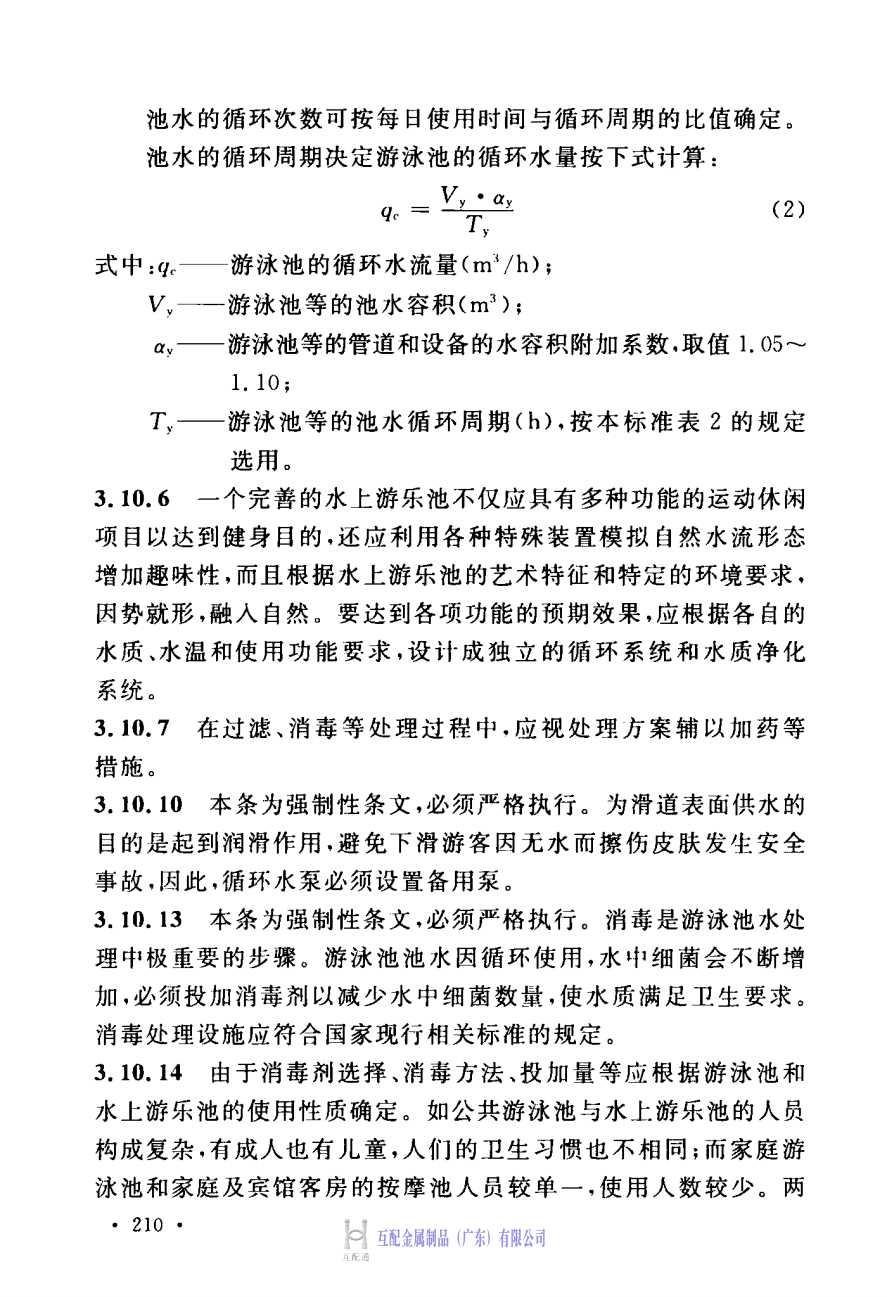 池水的循环次数可按每日使用时间与循环周期的比值确定。
池水的循环周期决定游泳池的循环水量按下式计算：
q_c = V_y · α_y / T_y (2)
式中：q_c——游泳池的循环水流量(m³/h)；
V_y——游泳池等的池水容积(m³)；
α_y——游泳池等的管道和设备的水容积附加系数，取值 1.05～
1.10；
T_y——游泳池等的池水循环周期(h)，按本标准表 2 的规定
选用。
3.10.6 一个完善的水上游乐池不仅应具有多种功能的运动休闲
项目以达到健身目的，还应利用各种特殊装置模拟自然水流形态
增加趣味性，而且根据水上游乐池的艺术特征和特定的环境要求，
因势就形，融入自然。要达到各项功能的预期效果，应根据各自的
水质、水温和使用功能要求，设计成独立的循环系统和水质净化
系统。
3.10.7 在过滤、消毒等处理过程中，应视处理方案辅以加药等
措施。
3.10.10 本条为强制性条文，必须严格执行。为滑道表面供水的
目的是起到润滑作用，避免下滑游客因无水而擦伤皮肤发生安全
事故，因此，循环水泵必须设置备用泵。
3.10.13 本条为强制性条文，必须严格执行。消毒是游泳池水处
理中极重要的步骤。游泳池池水因循环使用，水中细菌会不断增
加，必须投加消毒剂以减少水中细菌数量，使水质满足卫生要求。
消毒处理设施应符合国家现行相关标准的规定。
3.10.14 由于消毒剂选择、消毒方法、投加量等应根据游泳池和
水上游乐池的使用性质确定。如公共游泳池与水上游乐池的人员
构成复杂，有成人也有儿童，人们的卫生习惯也不相同；而家庭游
泳池和家庭及宾馆客房的按摩池人员较单一，使用人数较少。两
· 210 ·
互配通
互配金属制品（广东）有限公司